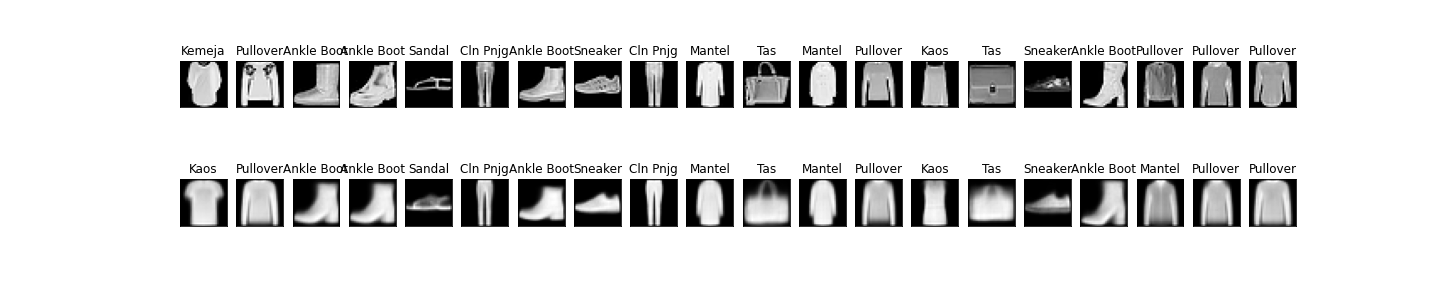 Kemeja Pullover Ankle Boot Ankle Boot Sandal Cln Pnjg Ankle Boot Sneaker Cln Pnjg Mantel Tas Mantel Pullover Kaos Tas Sneaker Ankle Boot Pullover Pullover Pullover
Kaos Pullover Ankle Boot Ankle Boot Sandal Cln Pnjg Ankle Boot Sneaker Cln Pnjg Mantel Tas Mantel Pullover Kaos Tas Sneaker Ankle Boot Mantel Pullover Pullover